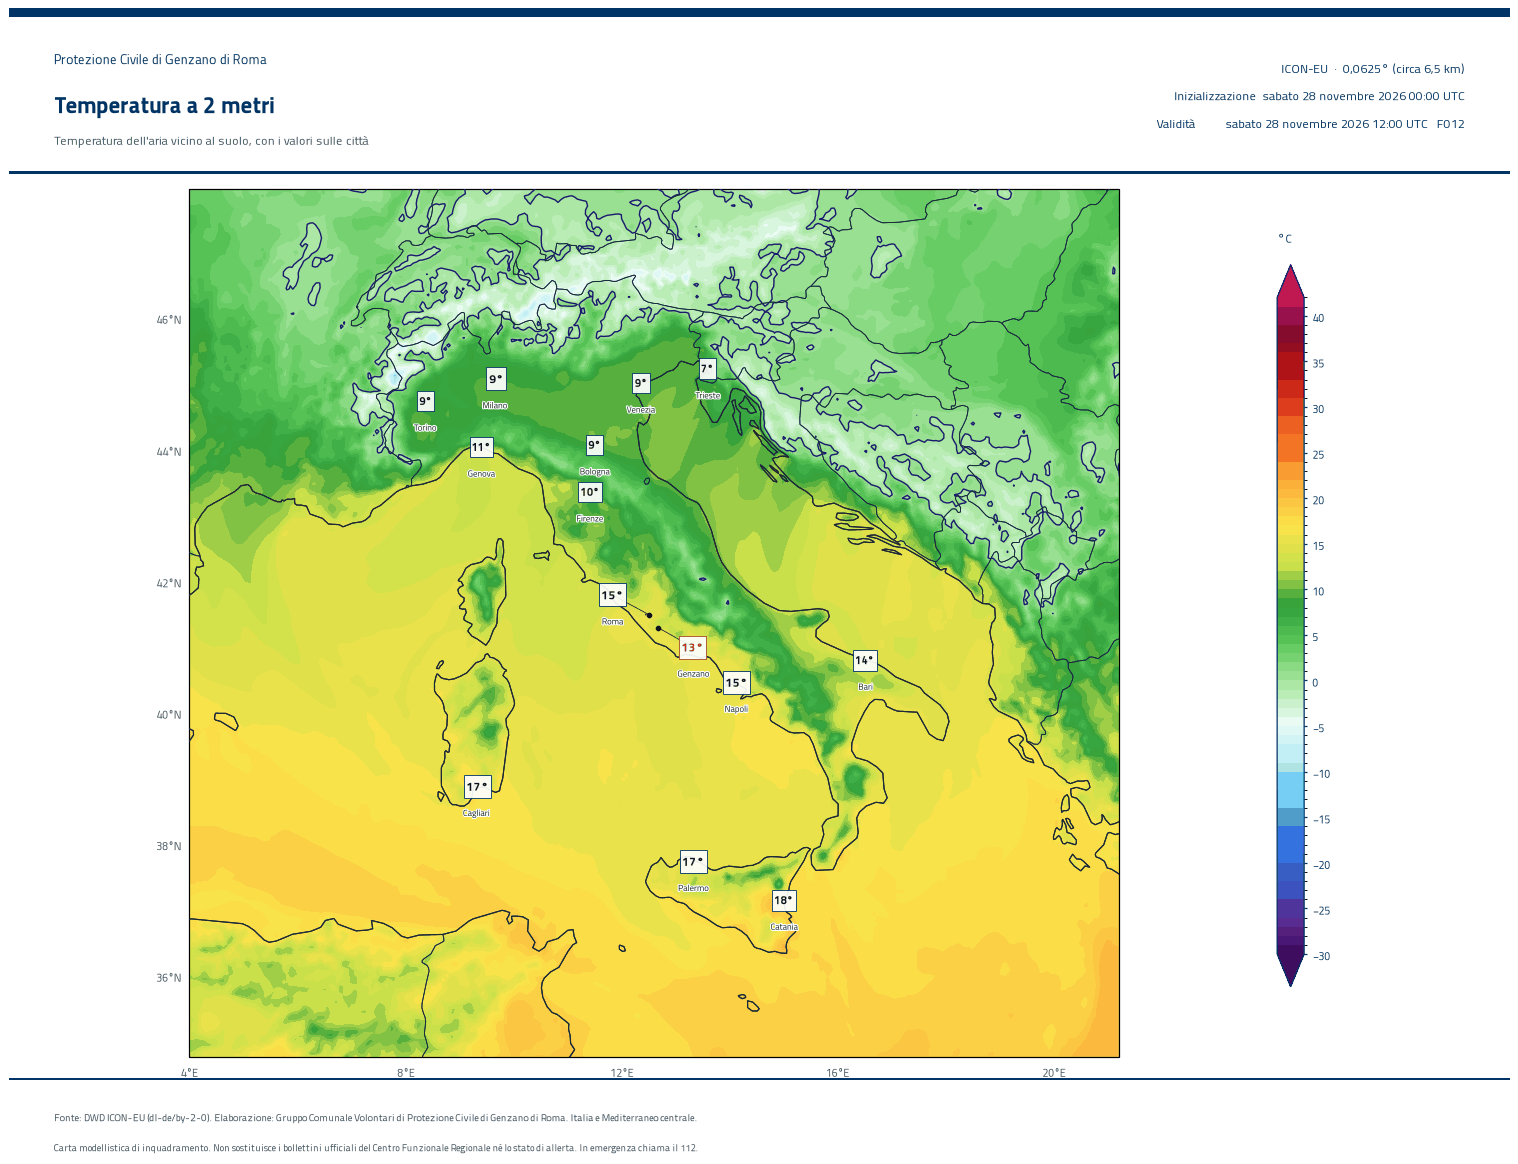 Protezione Civile di Genzano di Roma
Temperatura a 2 metri
Temperatura dell'aria vicino al suolo, con i valori sulle città
ICON-EU · 0,0625° (circa 6,5 km)
Inizializzazione sabato 28 novembre 2026 00:00 UTC
Validità sabato 28 novembre 2026 12:00 UTC F012
°C
46°N
44°N
42°N
40°N
38°N
36°N
4°E
8°E
12°E
16°E
20°E
7°
Trieste
9°
Milano
9°
Venezia
9°
Torino
11°
Genova
9°
Bologna
10°
Firenze
15°
Roma
13°
Genzano
14°
Bari
15°
Napoli
17°
Cagliari
17°
Palermo
18°
Catania
40
35
30
25
20
15
10
5
0
−5
−10
−15
−20
−25
−30
Fonte: DWD ICON-EU (dl-de/by-2-0). Elaborazione: Gruppo Comunale Volontari di Protezione Civile di Genzano di Roma. Italia e Mediterraneo centrale.
Carta modellistica di inquadramento. Non sostituisce i bollettini ufficiali del Centro Funzionale Regionale né lo stato di allerta. In emergenza chiama il 112.